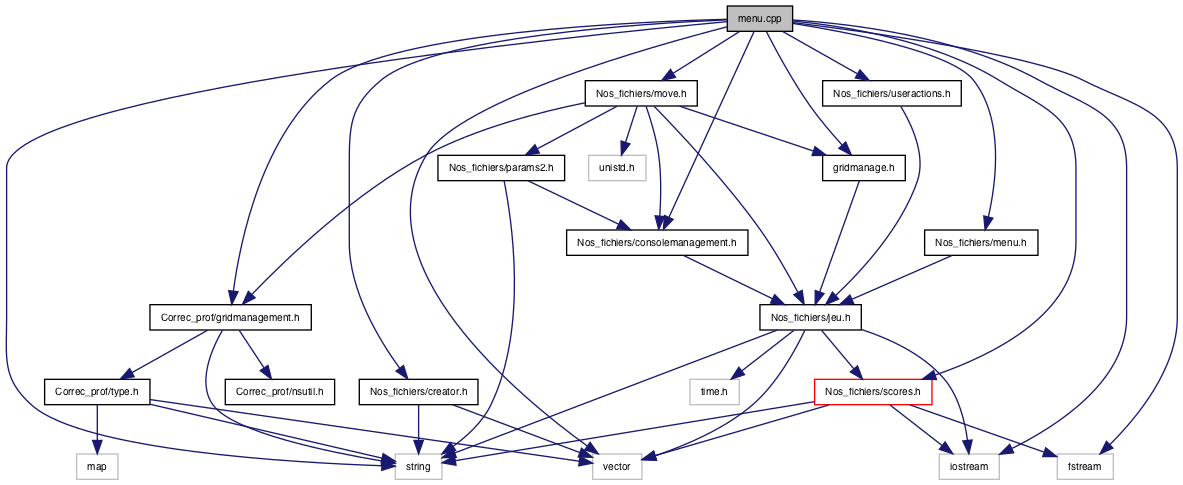 menu.cpp
Nos_fichiers/move.h
Nos_fichiers/useractions.h
Nos_fichiers/params2.h
unistd.h
gridmanage.h
Nos_fichiers/consolemanagement.h
Nos_fichiers/menu.h
Correc_prof/gridmanagement.h
Nos_fichiers/jeu.h
Correc_prof/type.h
Correc_prof/nsutil.h
Nos_fichiers/creator.h
time.h
Nos_fichiers/scores.h
map
string
vector
iostream
fstream